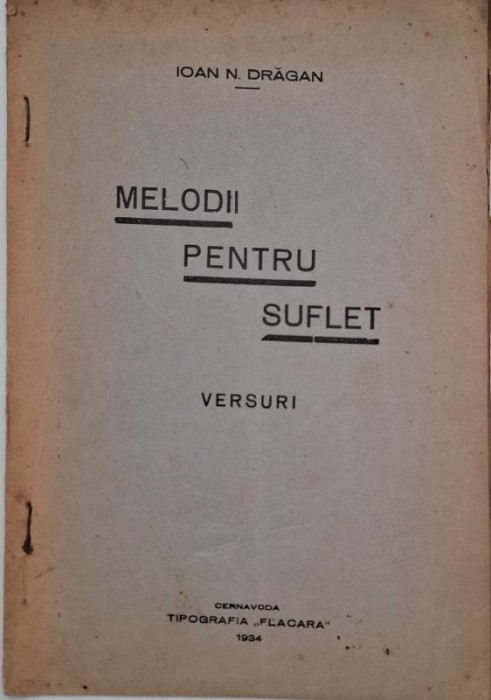 IOAN N. DRĂGAN
MELODII
PENTRU
SUFLET
VERSURI
CERNAVODA
TIPOGRAFIA „FLACARA"
1934